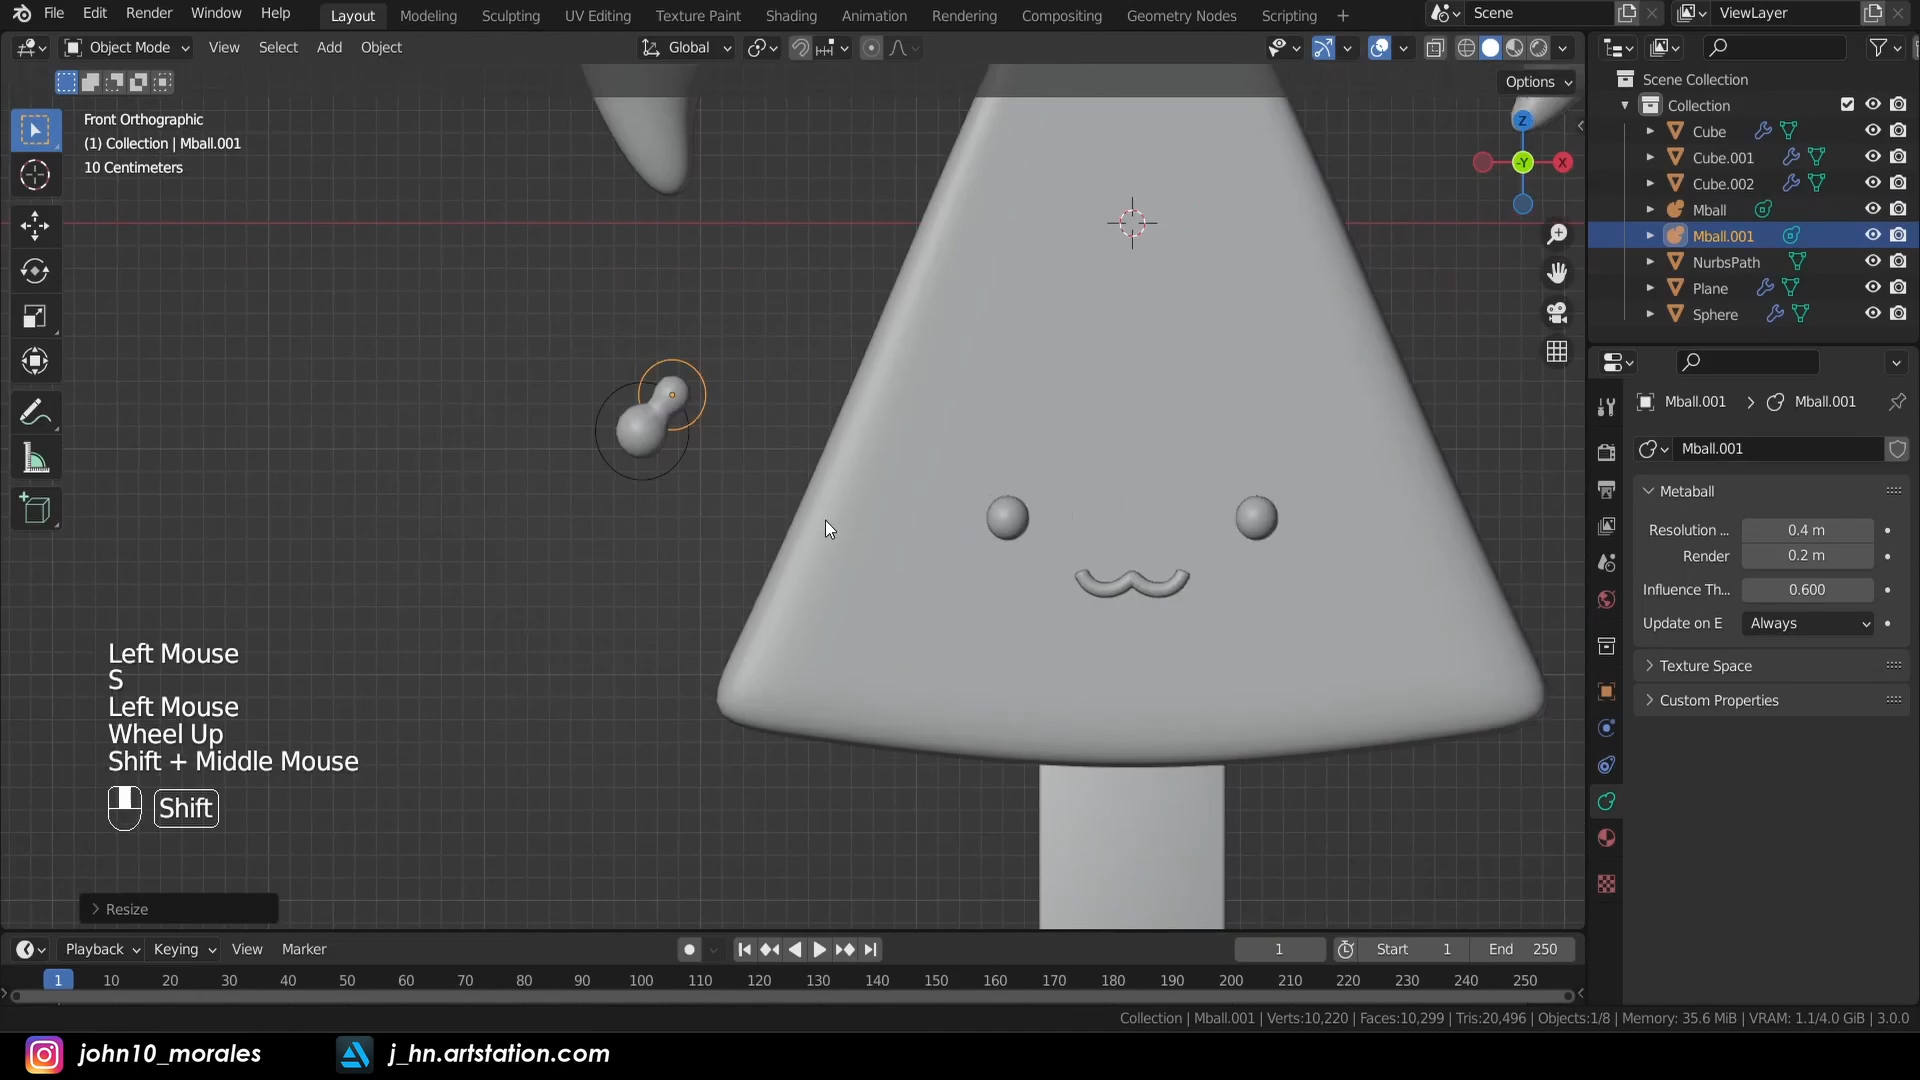 File Edit Render Window Help Layout Modeling Sculpting UV Editing Texture Paint Shading Animation Rendering Compositing Geometry Nodes Scripting + Scene ViewLayer
Object Mode View Select Add Object Global
Options
Front Orthographic
(1) Collection | Mball.001
10 Centimeters
Z
-Y
X
Scene Collection
Collection
Cube
Cube.001
Cube.002
Mball
Mball.001
NurbsPath
Plane
Sphere
Mball.001 > Mball.001
Mball.001
Metaball
Resolution ... 0.4 m
Render 0.2 m
Influence Th... 0.600
Update on E Always
Texture Space
Custom Properties
Left Mouse
S
Left Mouse
Wheel Up
Shift + Middle Mouse
Shift
Resize
Playback Keying View Marker 1 Start 1 End 250
1 10 20 30 40 50 60 70 80 90 100 110 120 130 140 150 160 170 180 190 200 210 220 230 240 250
Collection | Mball.001 | Verts:10,220 | Faces:10,299 | Tris:20,496 | Objects:1/8 | Memory: 35.6 MiB | VRAM: 1.1/4.0 GiB | 3.0.0
john10_morales j_hn.artstation.com